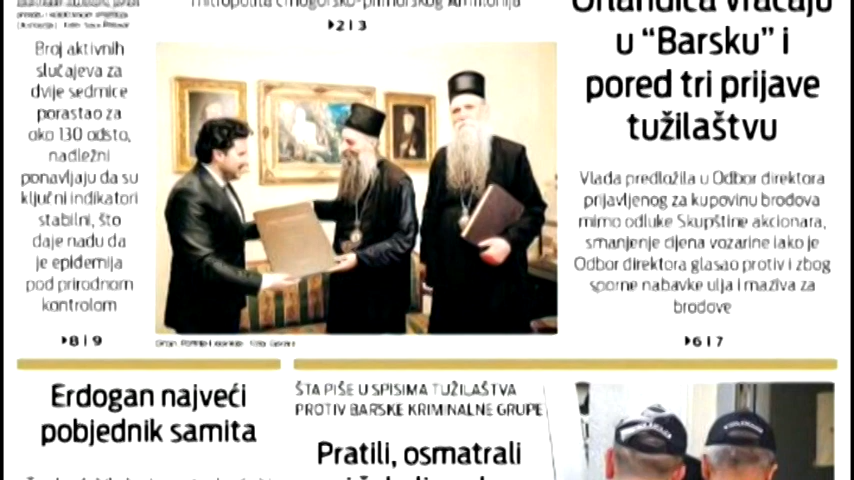 mitropolita crnogorsko-primorskog Amfilohija
▸2 i 3
Broj aktivnih
slučajeva za
dvije sedmice
porastao za
oko 130 odsto,
nadležni
ponavljaju da su
ključni indikatori
stabilni, što
daje nadu da
je epidemija
pod prirodnom
kontrolom
▸8 i 9
Orlandića vraćaju
u “Barsku” i
pored tri prijave
tužilaštvu
Vlada predložila u Odbor direktora
prijavljenog za kupovinu brodova
mimo odluke Skupštine akcionara,
smanjenje cijena vozarine iako je
Odbor direktora glasao protiv i zbog
sporne nabavke ulja i maziva za
brodove
▸6 i 7
Erdogan najveći
pobjednik samita
ŠTA PIŠE U SPISIMA TUŽILAŠTVA
PROTIV BARSKE KRIMINALNE GRUPE
Pratili, osmatrali